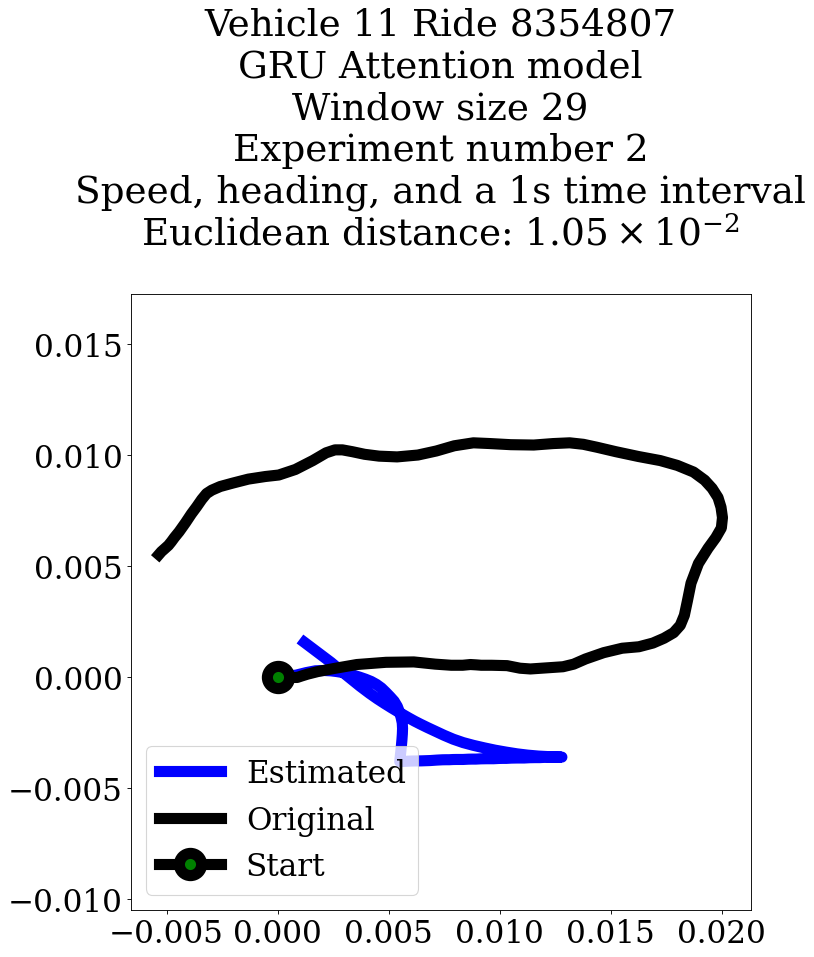 Vehicle 11 Ride 8354807
GRU Attention model
Window size 29
Experiment number 2
Speed, heading, and a 1s time interval
Euclidean distance: 1.05 × 10⁻²
0.015
0.010
0.005
0.000
−0.005
−0.010
Estimated
Original
Start
−0.005 0.000 0.005 0.010 0.015 0.020